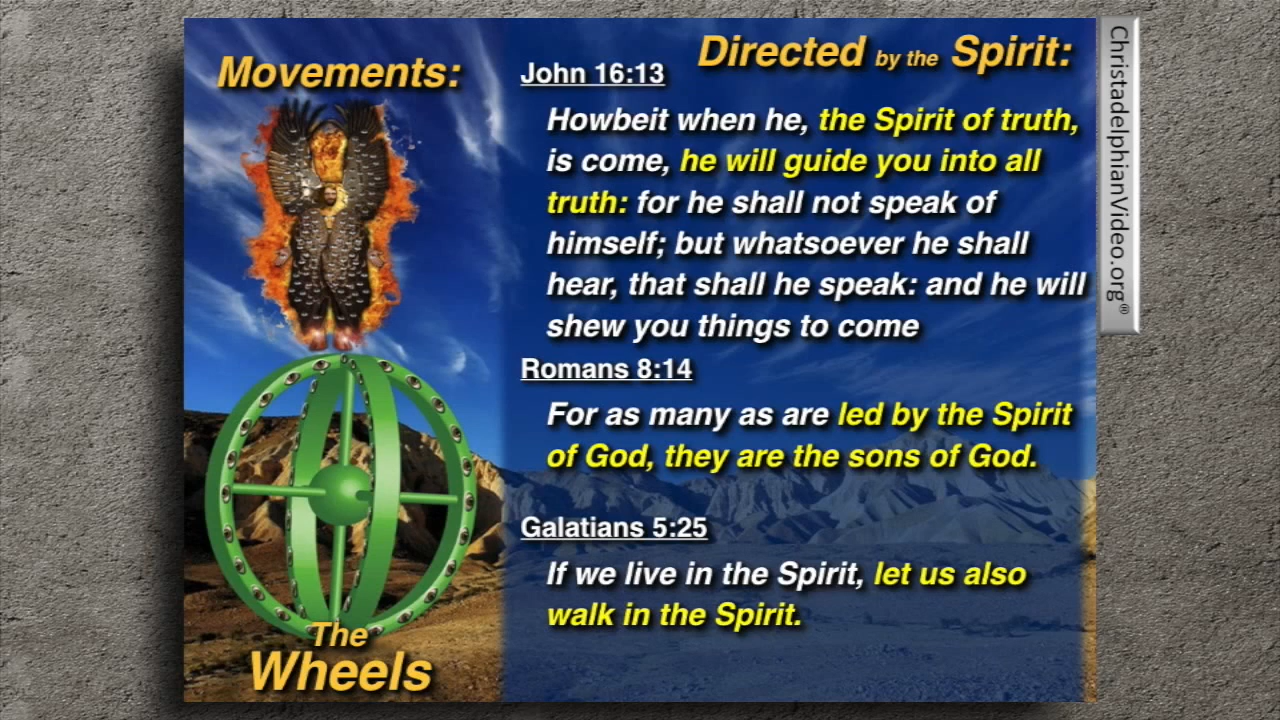 Movements:
The
Wheels
Directed by the Spirit:
John 16:13
Howbeit when he, the Spirit of truth,
is come, he will guide you into all
truth: for he shall not speak of
himself; but whatsoever he shall
hear, that shall he speak: and he will
shew you things to come
Romans 8:14
For as many as are led by the Spirit
of God, they are the sons of God.
Galatians 5:25
If we live in the Spirit, let us also
walk in the Spirit.
ChristadelphianVideo.org®